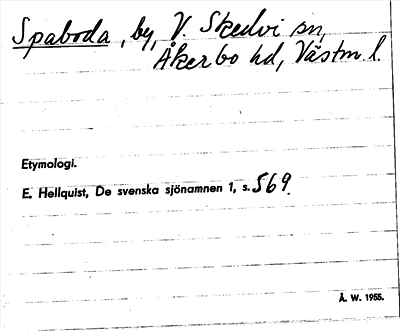 Spaboda, by, V. Skedvi sn,
Åkerbo hd, Västm. l.
Etymologi.
E. Hellquist, De svenska sjönamnen 1, s. 569.
Å. W. 1955.